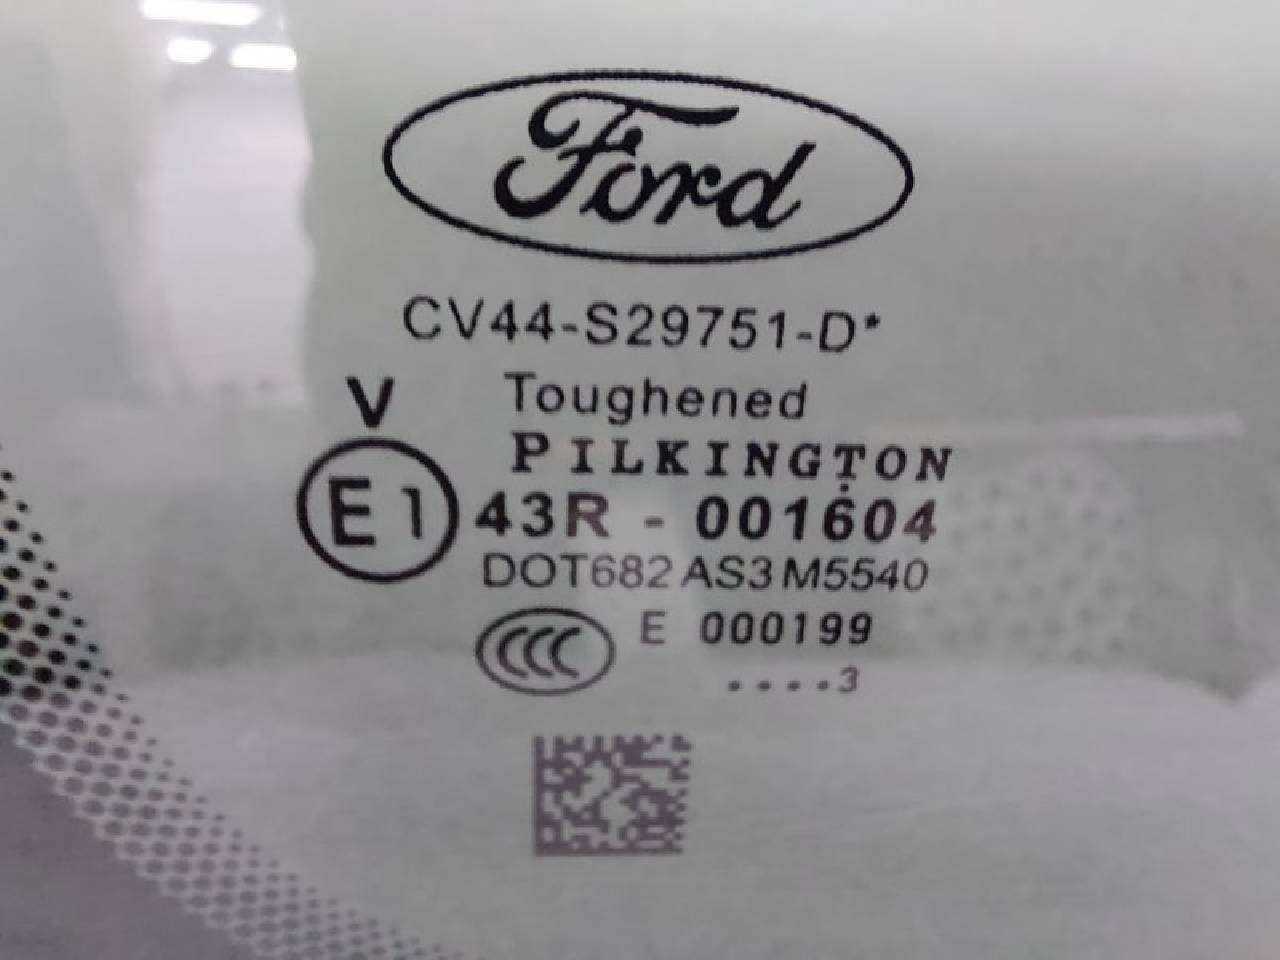 Ford
CV44-S29751-D*
V
Toughened
PILKINGTON
E1 43R - 001604
DOT682 AS3 M5540
CCC E 000199
....3